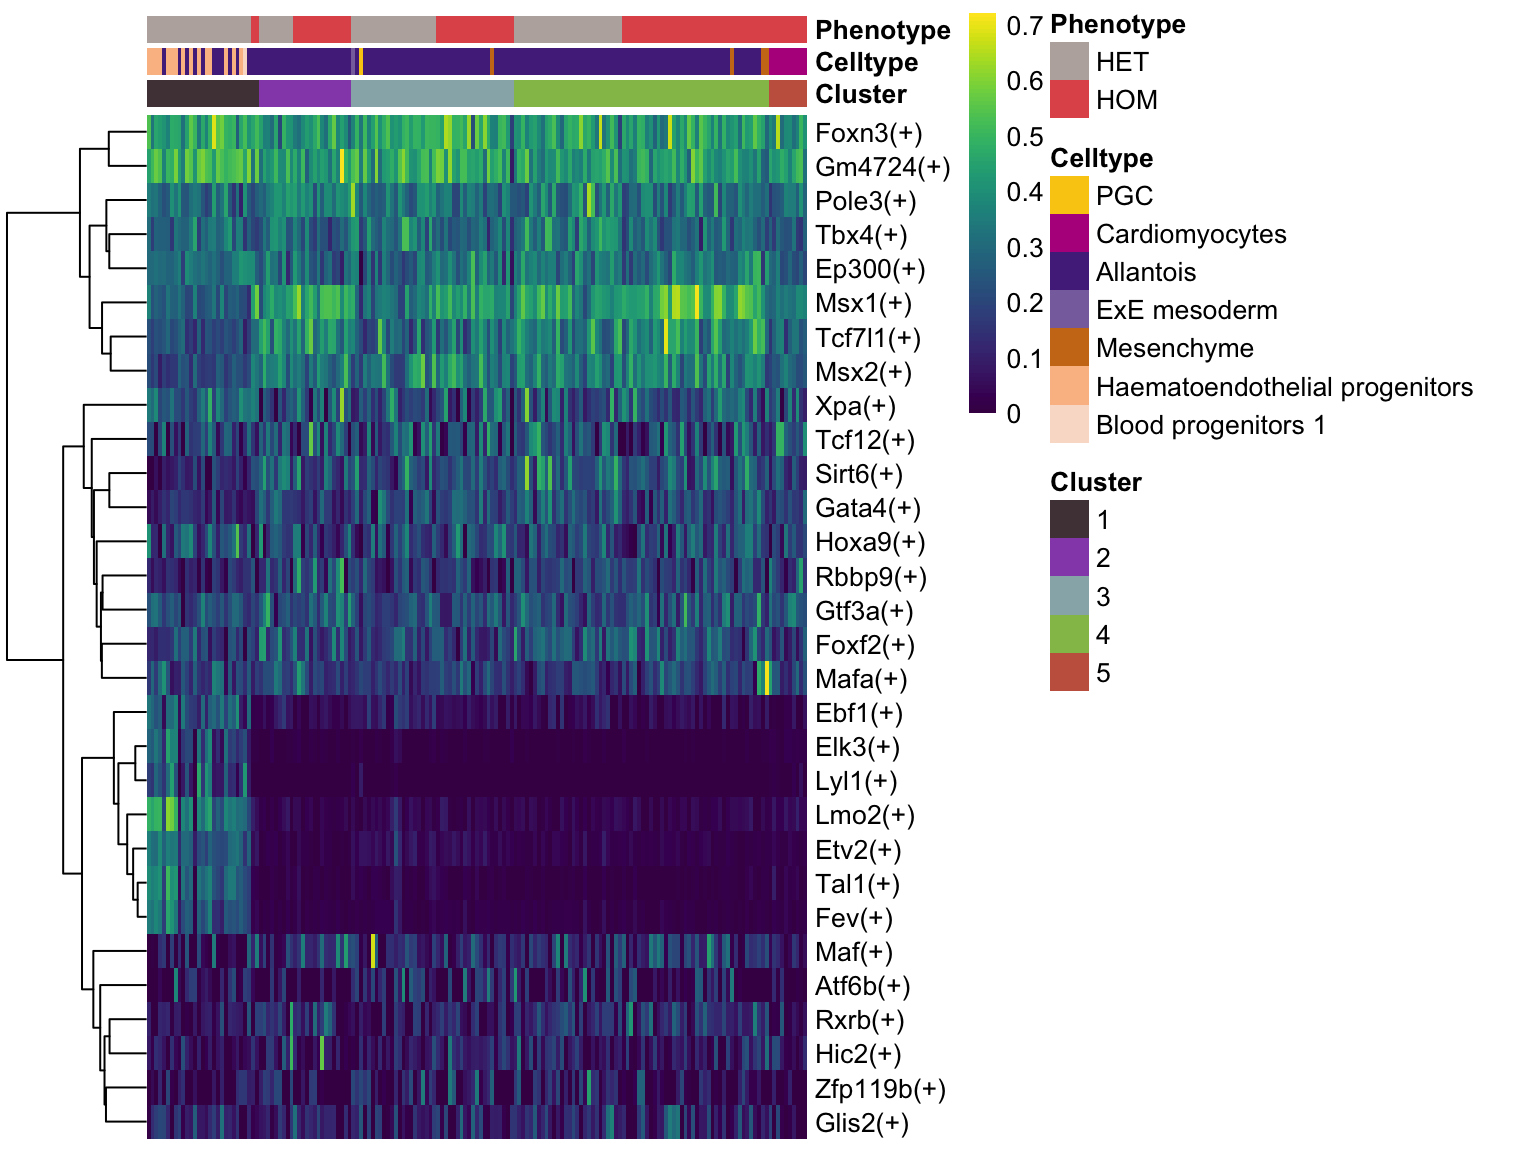 Phenotype
Celltype
Cluster
Foxn3(+)
Gm4724(+)
Pole3(+)
Tbx4(+)
Ep300(+)
Msx1(+)
Tcf7l1(+)
Msx2(+)
Xpa(+)
Tcf12(+)
Sirt6(+)
Gata4(+)
Hoxa9(+)
Rbbp9(+)
Gtf3a(+)
Foxf2(+)
Mafa(+)
Ebf1(+)
Elk3(+)
Lyl1(+)
Lmo2(+)
Etv2(+)
Tal1(+)
Fev(+)
Maf(+)
Atf6b(+)
Rxrb(+)
Hic2(+)
Zfp119b(+)
Glis2(+)
0.7
0.6
0.5
0.4
0.3
0.2
0.1
0
Phenotype
HET
HOM
Celltype
PGC
Cardiomyocytes
Allantois
ExE mesoderm
Mesenchyme
Haematoendothelial progenitors
Blood progenitors 1
Cluster
1
2
3
4
5